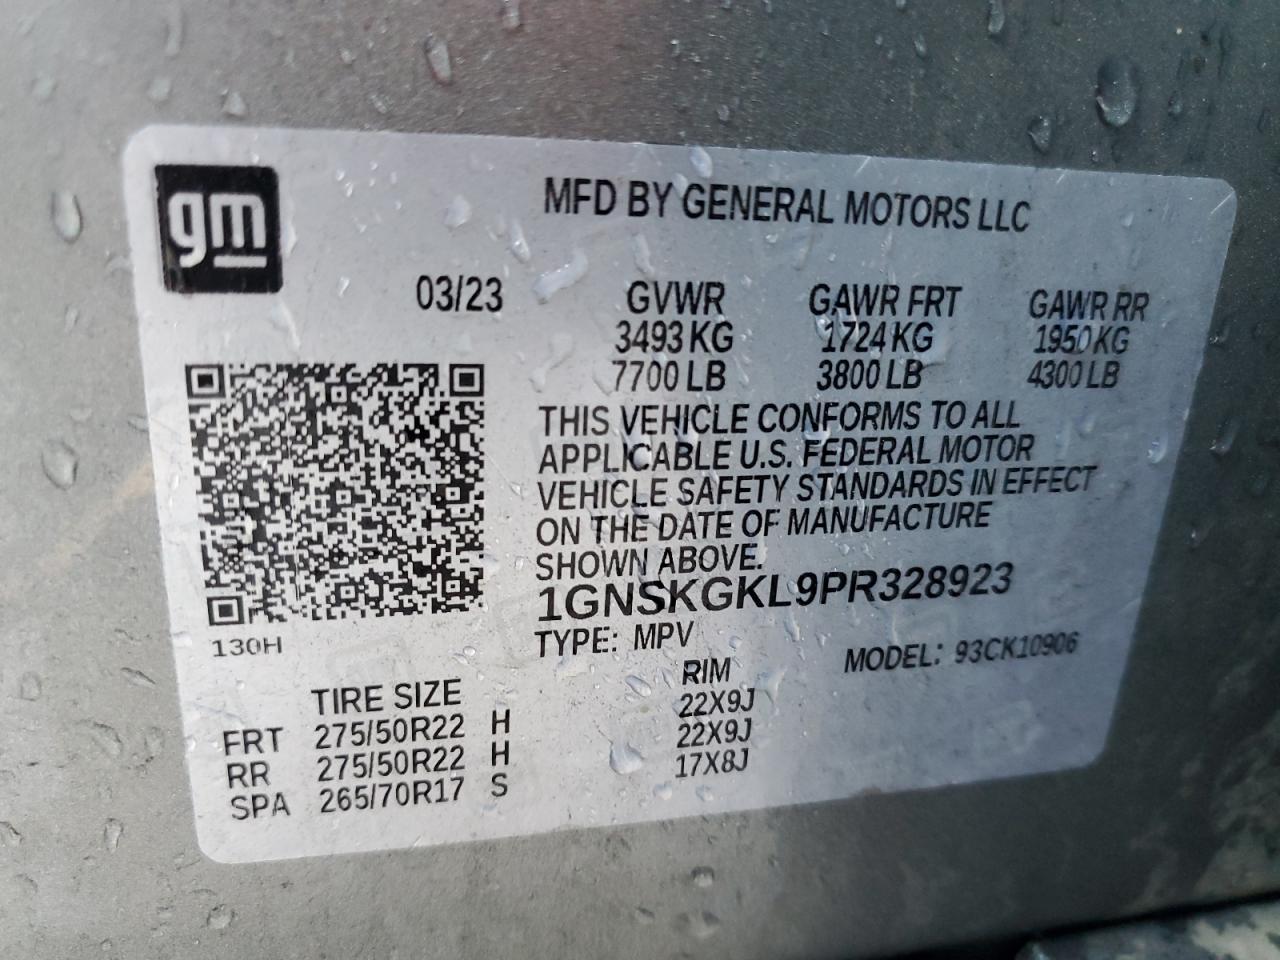 gm
MFD BY GENERAL MOTORS LLC
03/23
GVWR GAWR FRT GAWR RR
3493 KG 1724 KG 1950 KG
7700 LB 3800 LB 4300 LB
THIS VEHICLE CONFORMS TO ALL
APPLICABLE U.S. FEDERAL MOTOR
VEHICLE SAFETY STANDARDS IN EFFECT
ON THE DATE OF MANUFACTURE
SHOWN ABOVE.
1GNSKGKL9PR328923
130H
TYPE: MPV MODEL: 93CK10906
TIRE SIZE RIM
FRT 275/50R22 H 22X9J
RR 275/50R22 H 22X9J
SPA 265/70R17 S 17X8J